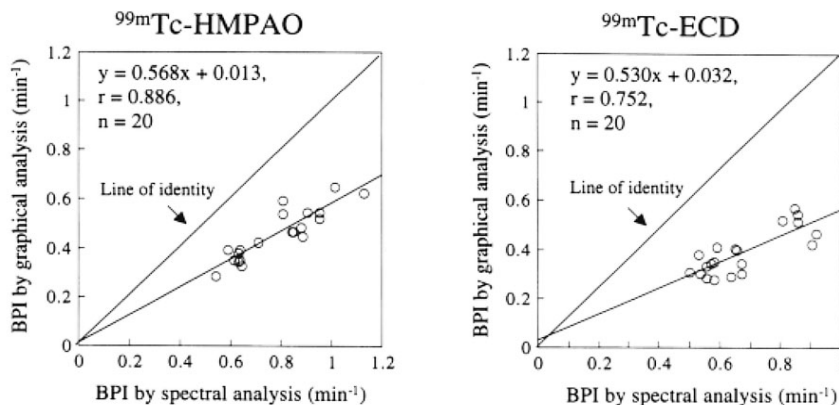 99mTc-HMPAO
BPI by graphical analysis (min-1)
1.2
1
0.8
0.6
0.4
0.2
0
y = 0.568x + 0.013,
r = 0.886,
n = 20
Line of identity
0 0.2 0.4 0.6 0.8 1 1.2
BPI by spectral analysis (min-1)
99mTc-ECD
BPI by graphical analysis (min-1)
1.2
1
0.8
0.6
0.4
0.2
0
y = 0.530x + 0.032,
r = 0.752,
n = 20
Line of identity
0 0.2 0.4 0.6 0.8
BPI by spectral analysis (min-1)